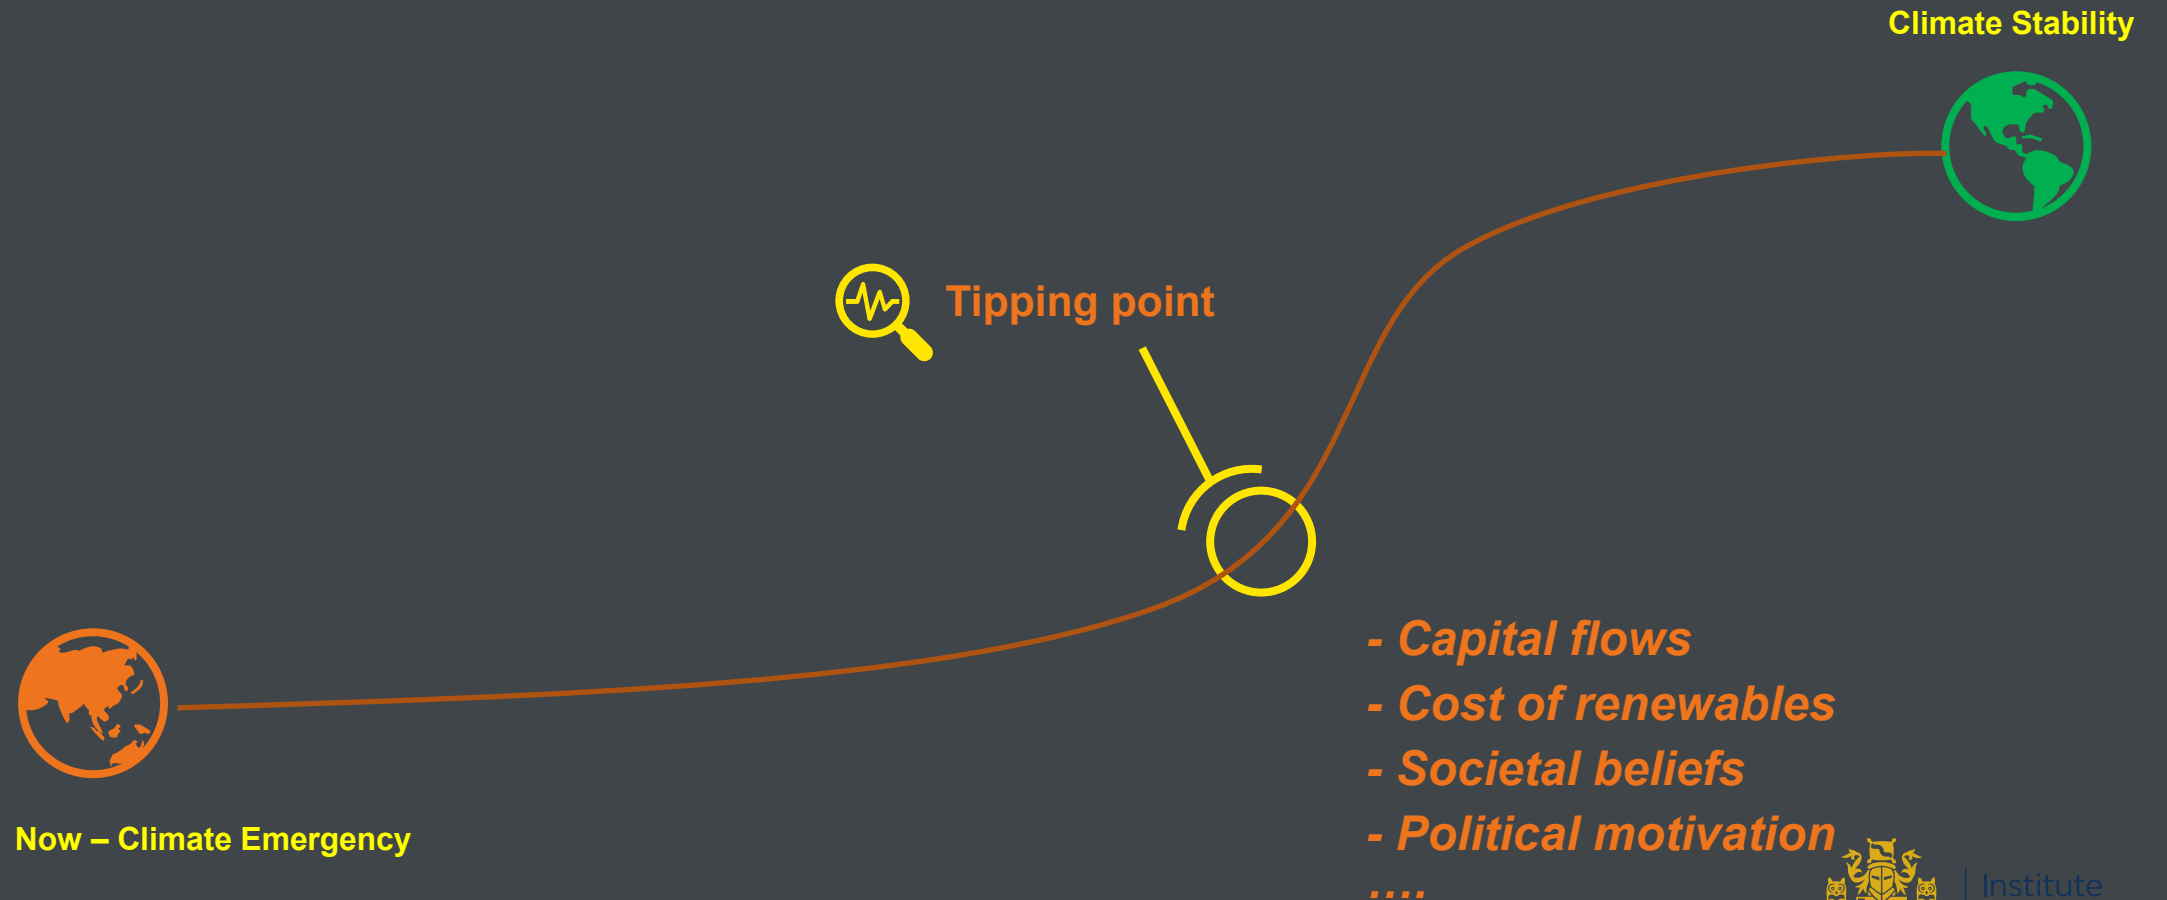 Climate Stability
Tipping point
- Capital flows
- Cost of renewables
- Societal beliefs
- Political motivation
....
Now – Climate Emergency
Institute